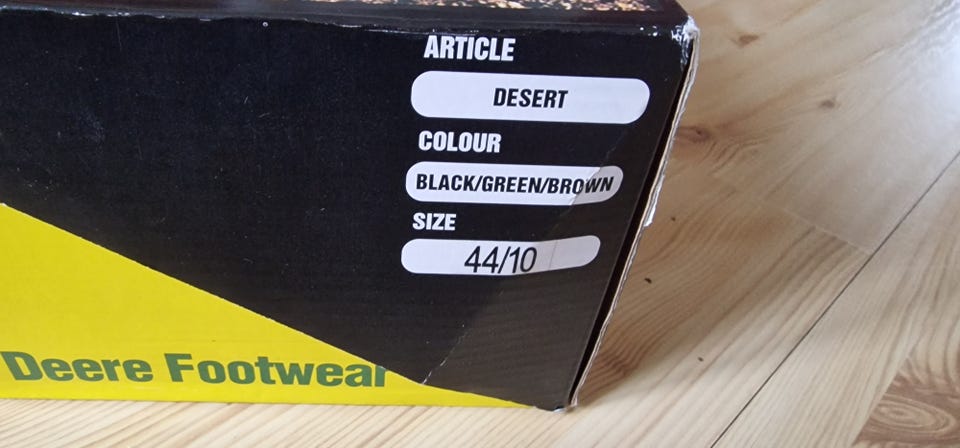 ARTICLE
DESERT
COLOUR
BLACK/GREEN/BROWN
SIZE
44/10
Deere Footwear